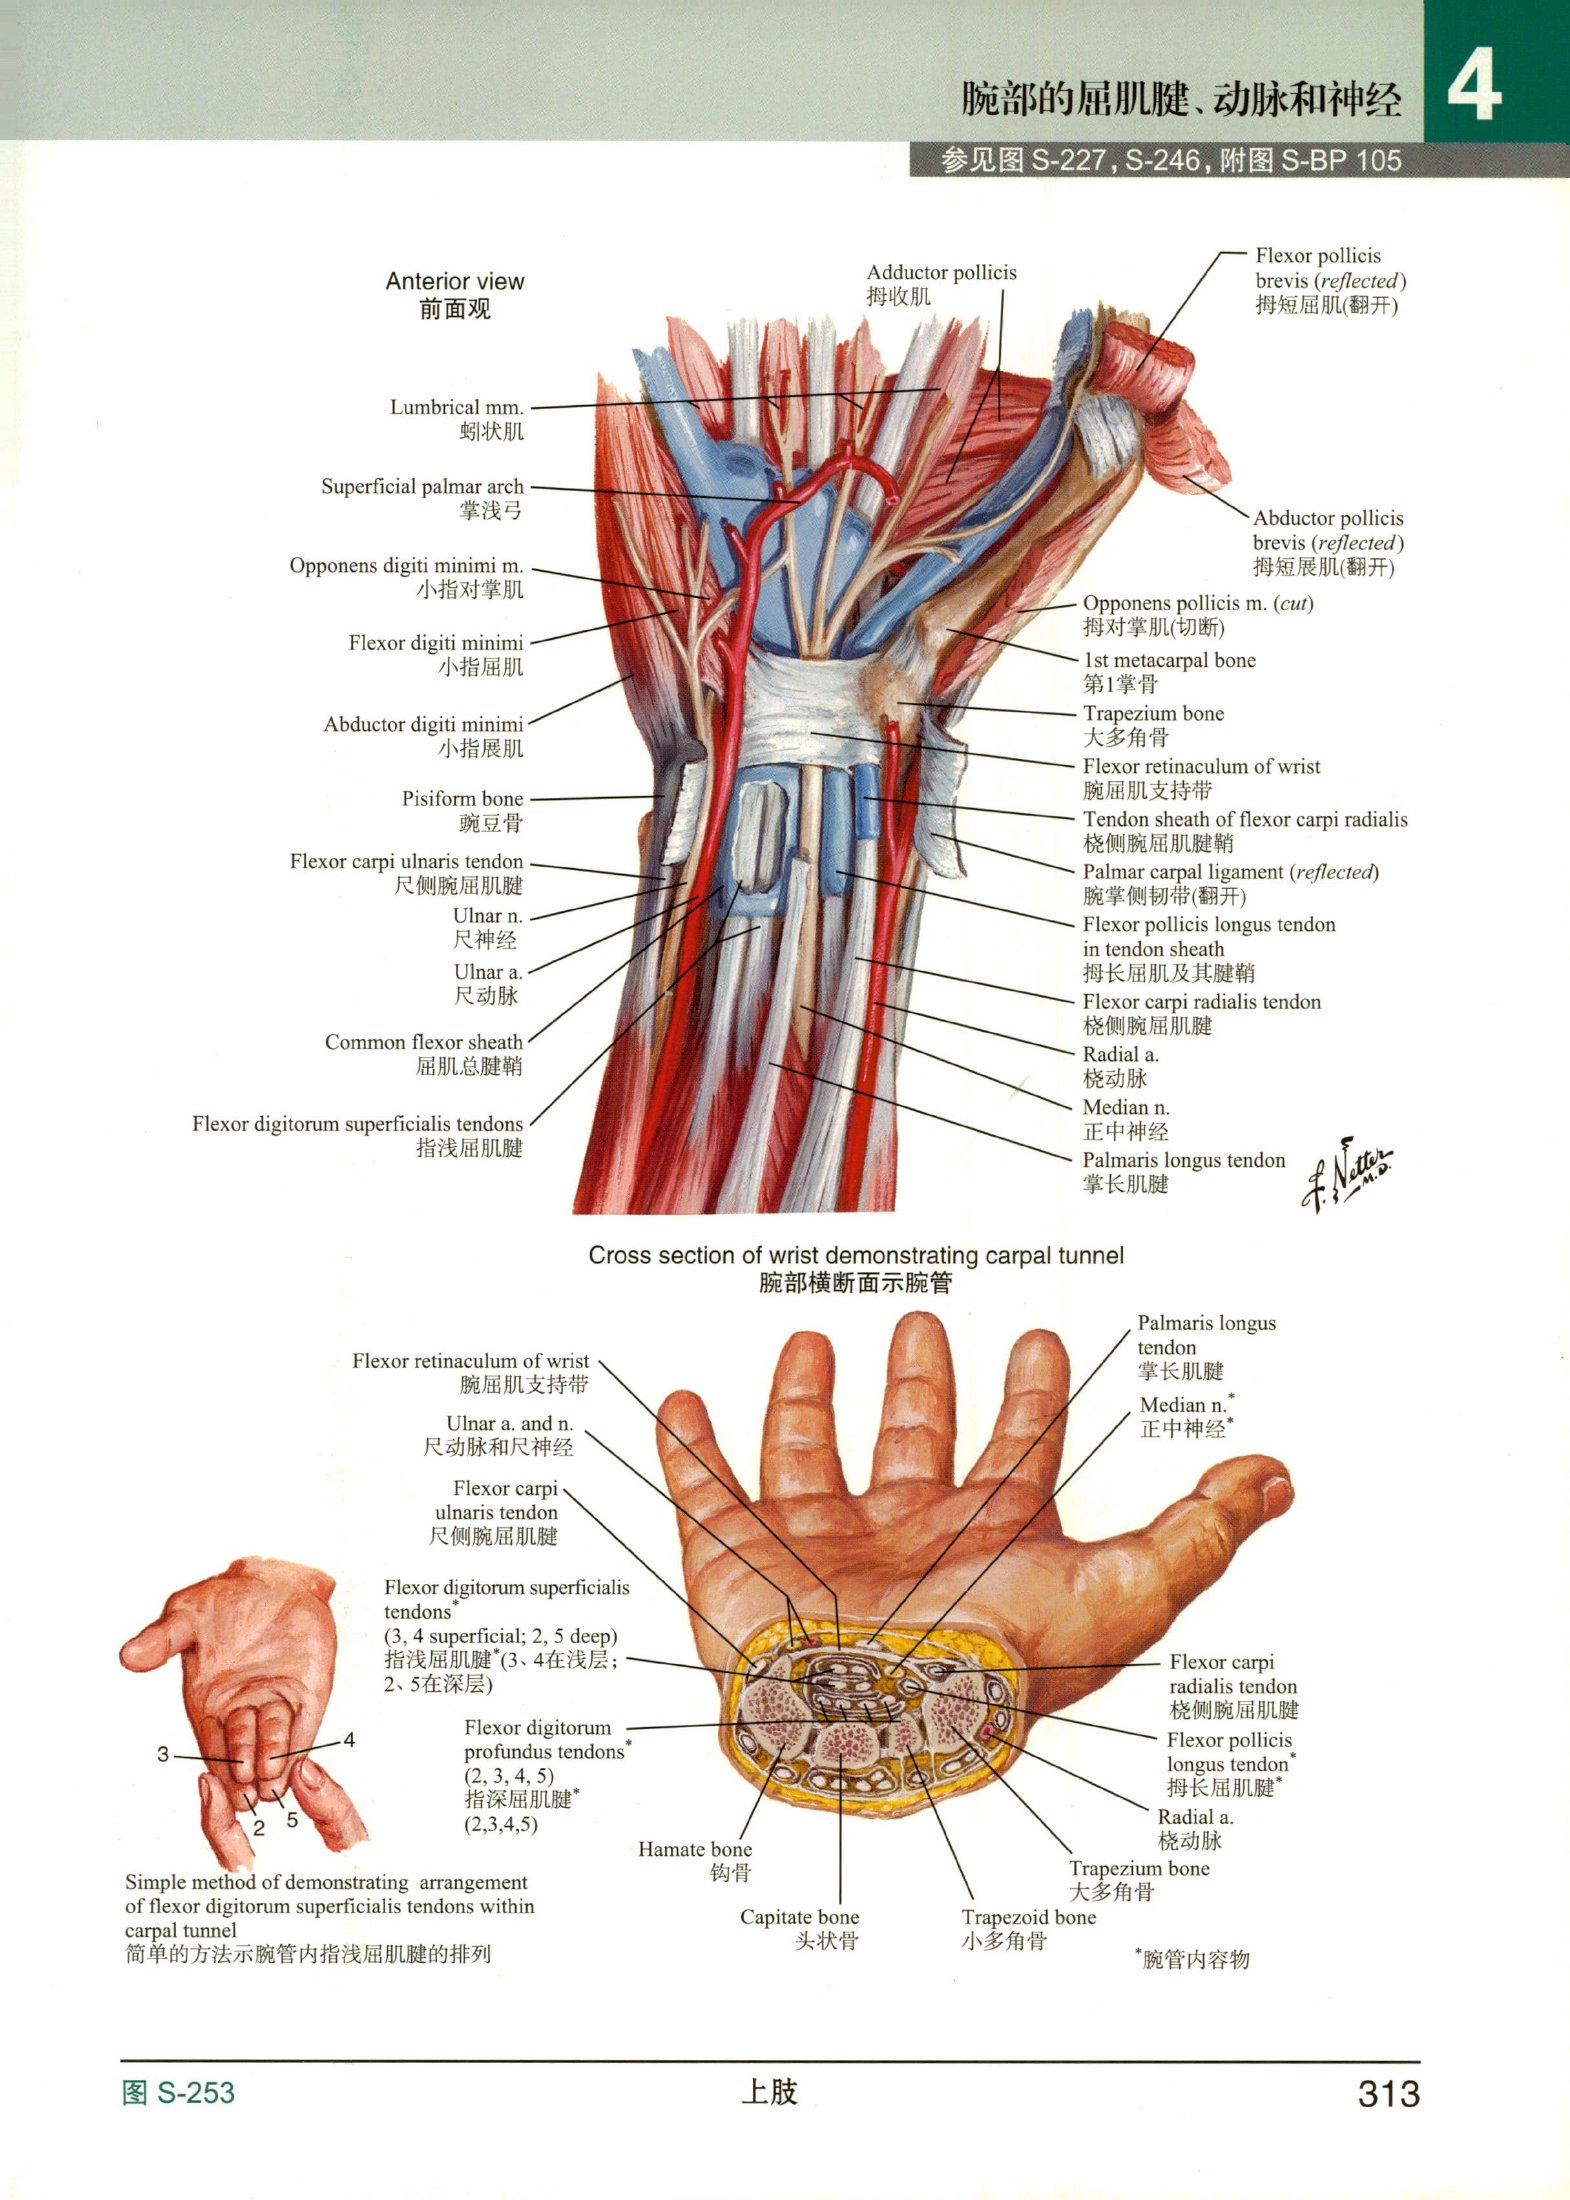 腕部的屈肌腱、动脉和神经
4
参见图 S-227, S-246, 附图 S-BP 105
Anterior view
前面观
Adductor pollicis
拇收肌
Flexor pollicis
brevis (reflected)
拇短屈肌(翻开)
Lumbrical mm.
蚓状肌
Superficial palmar arch
掌浅弓
Opponens digiti minimi m.
小指对掌肌
Flexor digiti minimi
小指屈肌
Abductor digiti minimi
小指展肌
Pisiform bone
豌豆骨
Flexor carpi ulnaris tendon
尺侧腕屈肌腱
Ulnar n.
尺神经
Ulnar a.
尺动脉
Common flexor sheath
屈肌总腱鞘
Flexor digitorum superficialis tendons
指浅屈肌腱
Abductor pollicis
brevis (reflected)
拇短展肌(翻开)
Opponens pollicis m. (cut)
拇对掌肌(切断)
1st metacarpal bone
第1掌骨
Trapezium bone
大多角骨
Flexor retinaculum of wrist
腕屈肌支持带
Tendon sheath of flexor carpi radialis
桡侧腕屈肌腱鞘
Palmar carpal ligament (reflected)
腕掌侧韧带(翻开)
Flexor pollicis longus tendon
in tendon sheath
拇长屈肌及其腱鞘
Flexor carpi radialis tendon
桡侧腕屈肌腱
Radial a.
桡动脉
Median n.
正中神经
Palmaris longus tendon
掌长肌腱
F. Netter
M.D.
Cross section of wrist demonstrating carpal tunnel
腕部横断面示腕管
Flexor retinaculum of wrist
腕屈肌支持带
Ulnar a. and n.
尺动脉和尺神经
Flexor carpi
ulnaris tendon
尺侧腕屈肌腱
Flexor digitorum superficialis
tendons*
(3, 4 superficial; 2, 5 deep)
指浅屈肌腱*(3、4在浅层;
2、5在深层)
Flexor digitorum
profundus tendons*
(2, 3, 4, 5)
指深屈肌腱*
(2,3,4,5)
Hamate bone
钩骨
Capitate bone
头状骨
Trapezoid bone
小多角骨
Trapezium bone
大多角骨
Palmaris longus
tendon
掌长肌腱
Median n.*
正中神经*
Flexor carpi
radialis tendon
桡侧腕屈肌腱
Flexor pollicis
longus tendon*
拇长屈肌腱*
Radial a.
桡动脉
*腕管内容物
3
4
2
5
Simple method of demonstrating arrangement
of flexor digitorum superficialis tendons within
carpal tunnel
简单的方法示腕管内指浅屈肌腱的排列
图 S-253
上肢
313